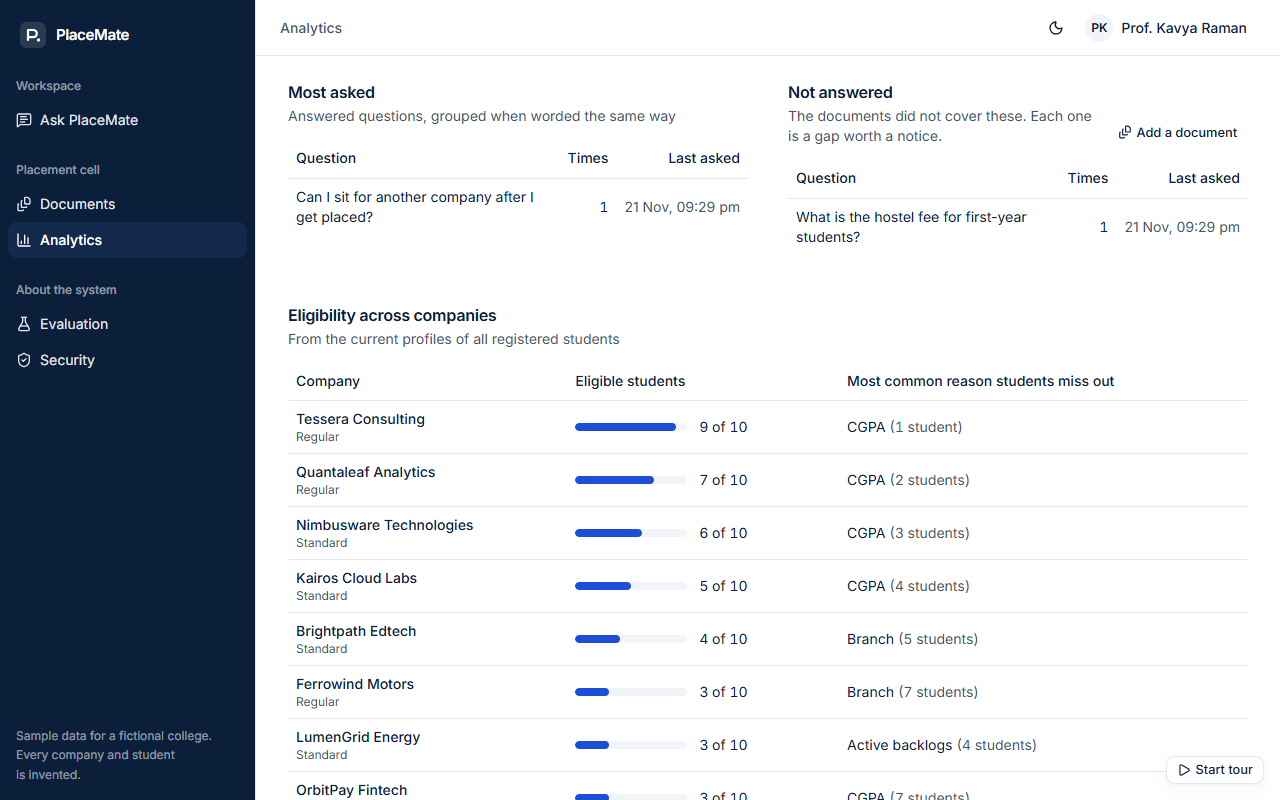 P. PlaceMate
Workspace
Ask PlaceMate
Placement cell
Documents
Analytics
About the system
Evaluation
Security
Sample data for a fictional college.
Every company and student
is invented.
Analytics
PK Prof. Kavya Raman
Most asked
Answered questions, grouped when worded the same way
Question Times Last asked
Can I sit for another company after I
get placed?
1 21 Nov, 09:29 pm
Not answered
The documents did not cover these. Each one
is a gap worth a notice.
Add a document
Question Times Last asked
What is the hostel fee for first-year
students?
1 21 Nov, 09:29 pm
Eligibility across companies
From the current profiles of all registered students
Company Eligible students Most common reason students miss out
Tessera Consulting
Regular
9 of 10 CGPA (1 student)
Quantaleaf Analytics
Regular
7 of 10 CGPA (2 students)
Nimbusware Technologies
Standard
6 of 10 CGPA (3 students)
Kairos Cloud Labs
Standard
5 of 10 CGPA (4 students)
Brightpath Edtech
Standard
4 of 10 Branch (5 students)
Ferrowind Motors
Regular
3 of 10 Branch (7 students)
LumenGrid Energy
Standard
3 of 10 Active backlogs (4 students)
OrbitPay Fintech
3 of 10 CGPA (7 students)
Start tour